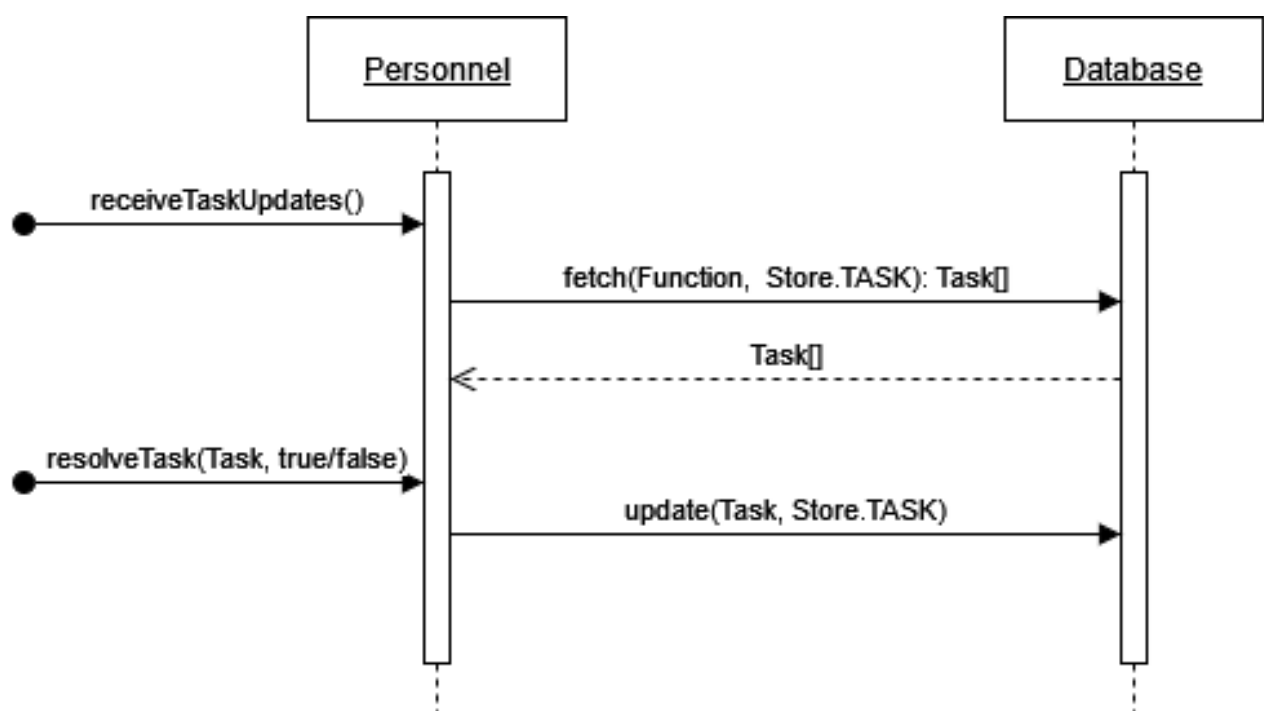 Personnel
Database
receiveTaskUpdates()
fetch(Function, Store.TASK): Task[]
Task[]
resolveTask(Task, true/false)
update(Task, Store.TASK)